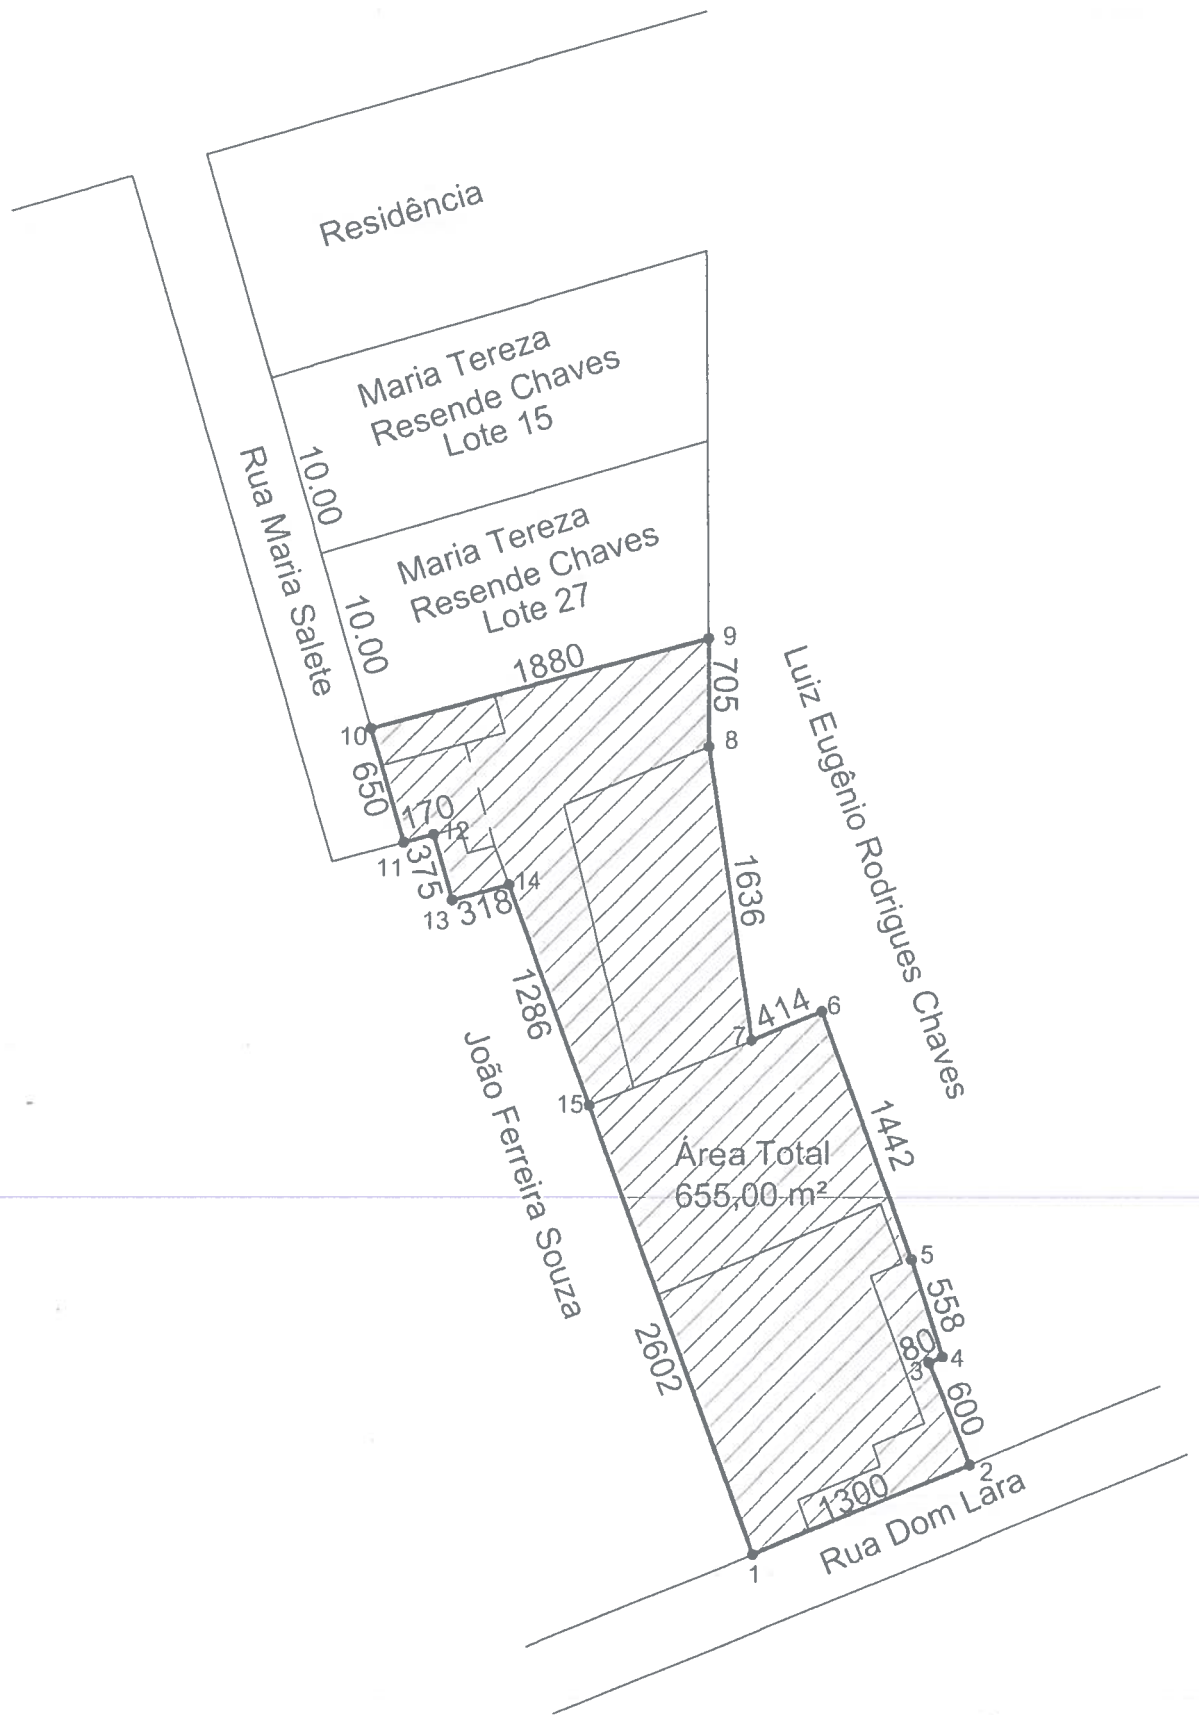 Residência
Maria Tereza
Resende Chaves
Lote 15
10.00
Rua Maria Salete
Maria Tereza
Resende Chaves
Lote 27
10.00
9
1880
705
Luiz Eugênio Rodrigues Chaves
10
8
650
170
12
11
375
14
13
318
1636
1286
414
6
7
João Ferreira Souza
15
1442
Área Total
655,00 m²
5
558
80
4
3
2602
600
2
1300
Rua Dom Lara
1